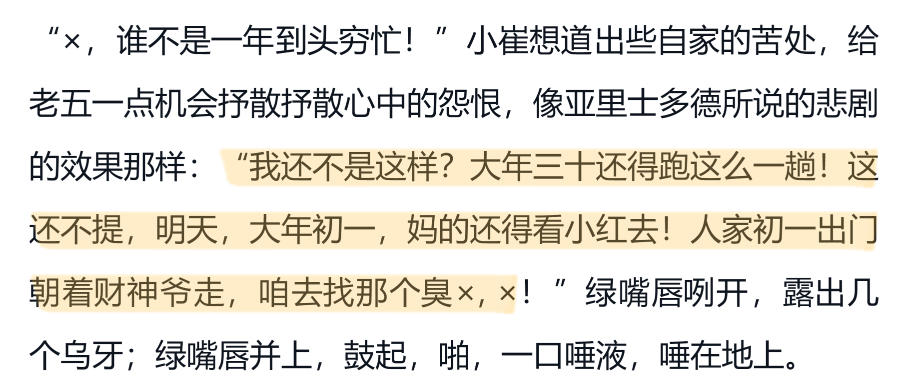 “×，谁不是一年到头穷忙！”小崔想道出些自家的苦处，给
老五一点机会抒散抒散心中的怨恨，像亚里士多德所说的悲剧
的效果那样：“我还不是这样？大年三十还得跑这么一趟！这
还不提，明天，大年初一，妈的还得看小红去！人家初一出门
朝着财神爷走，咱去找那个臭×, ×！”绿嘴唇咧开，露出几
个乌牙；绿嘴唇并上，鼓起，啪，一口唾液，唾在地上。